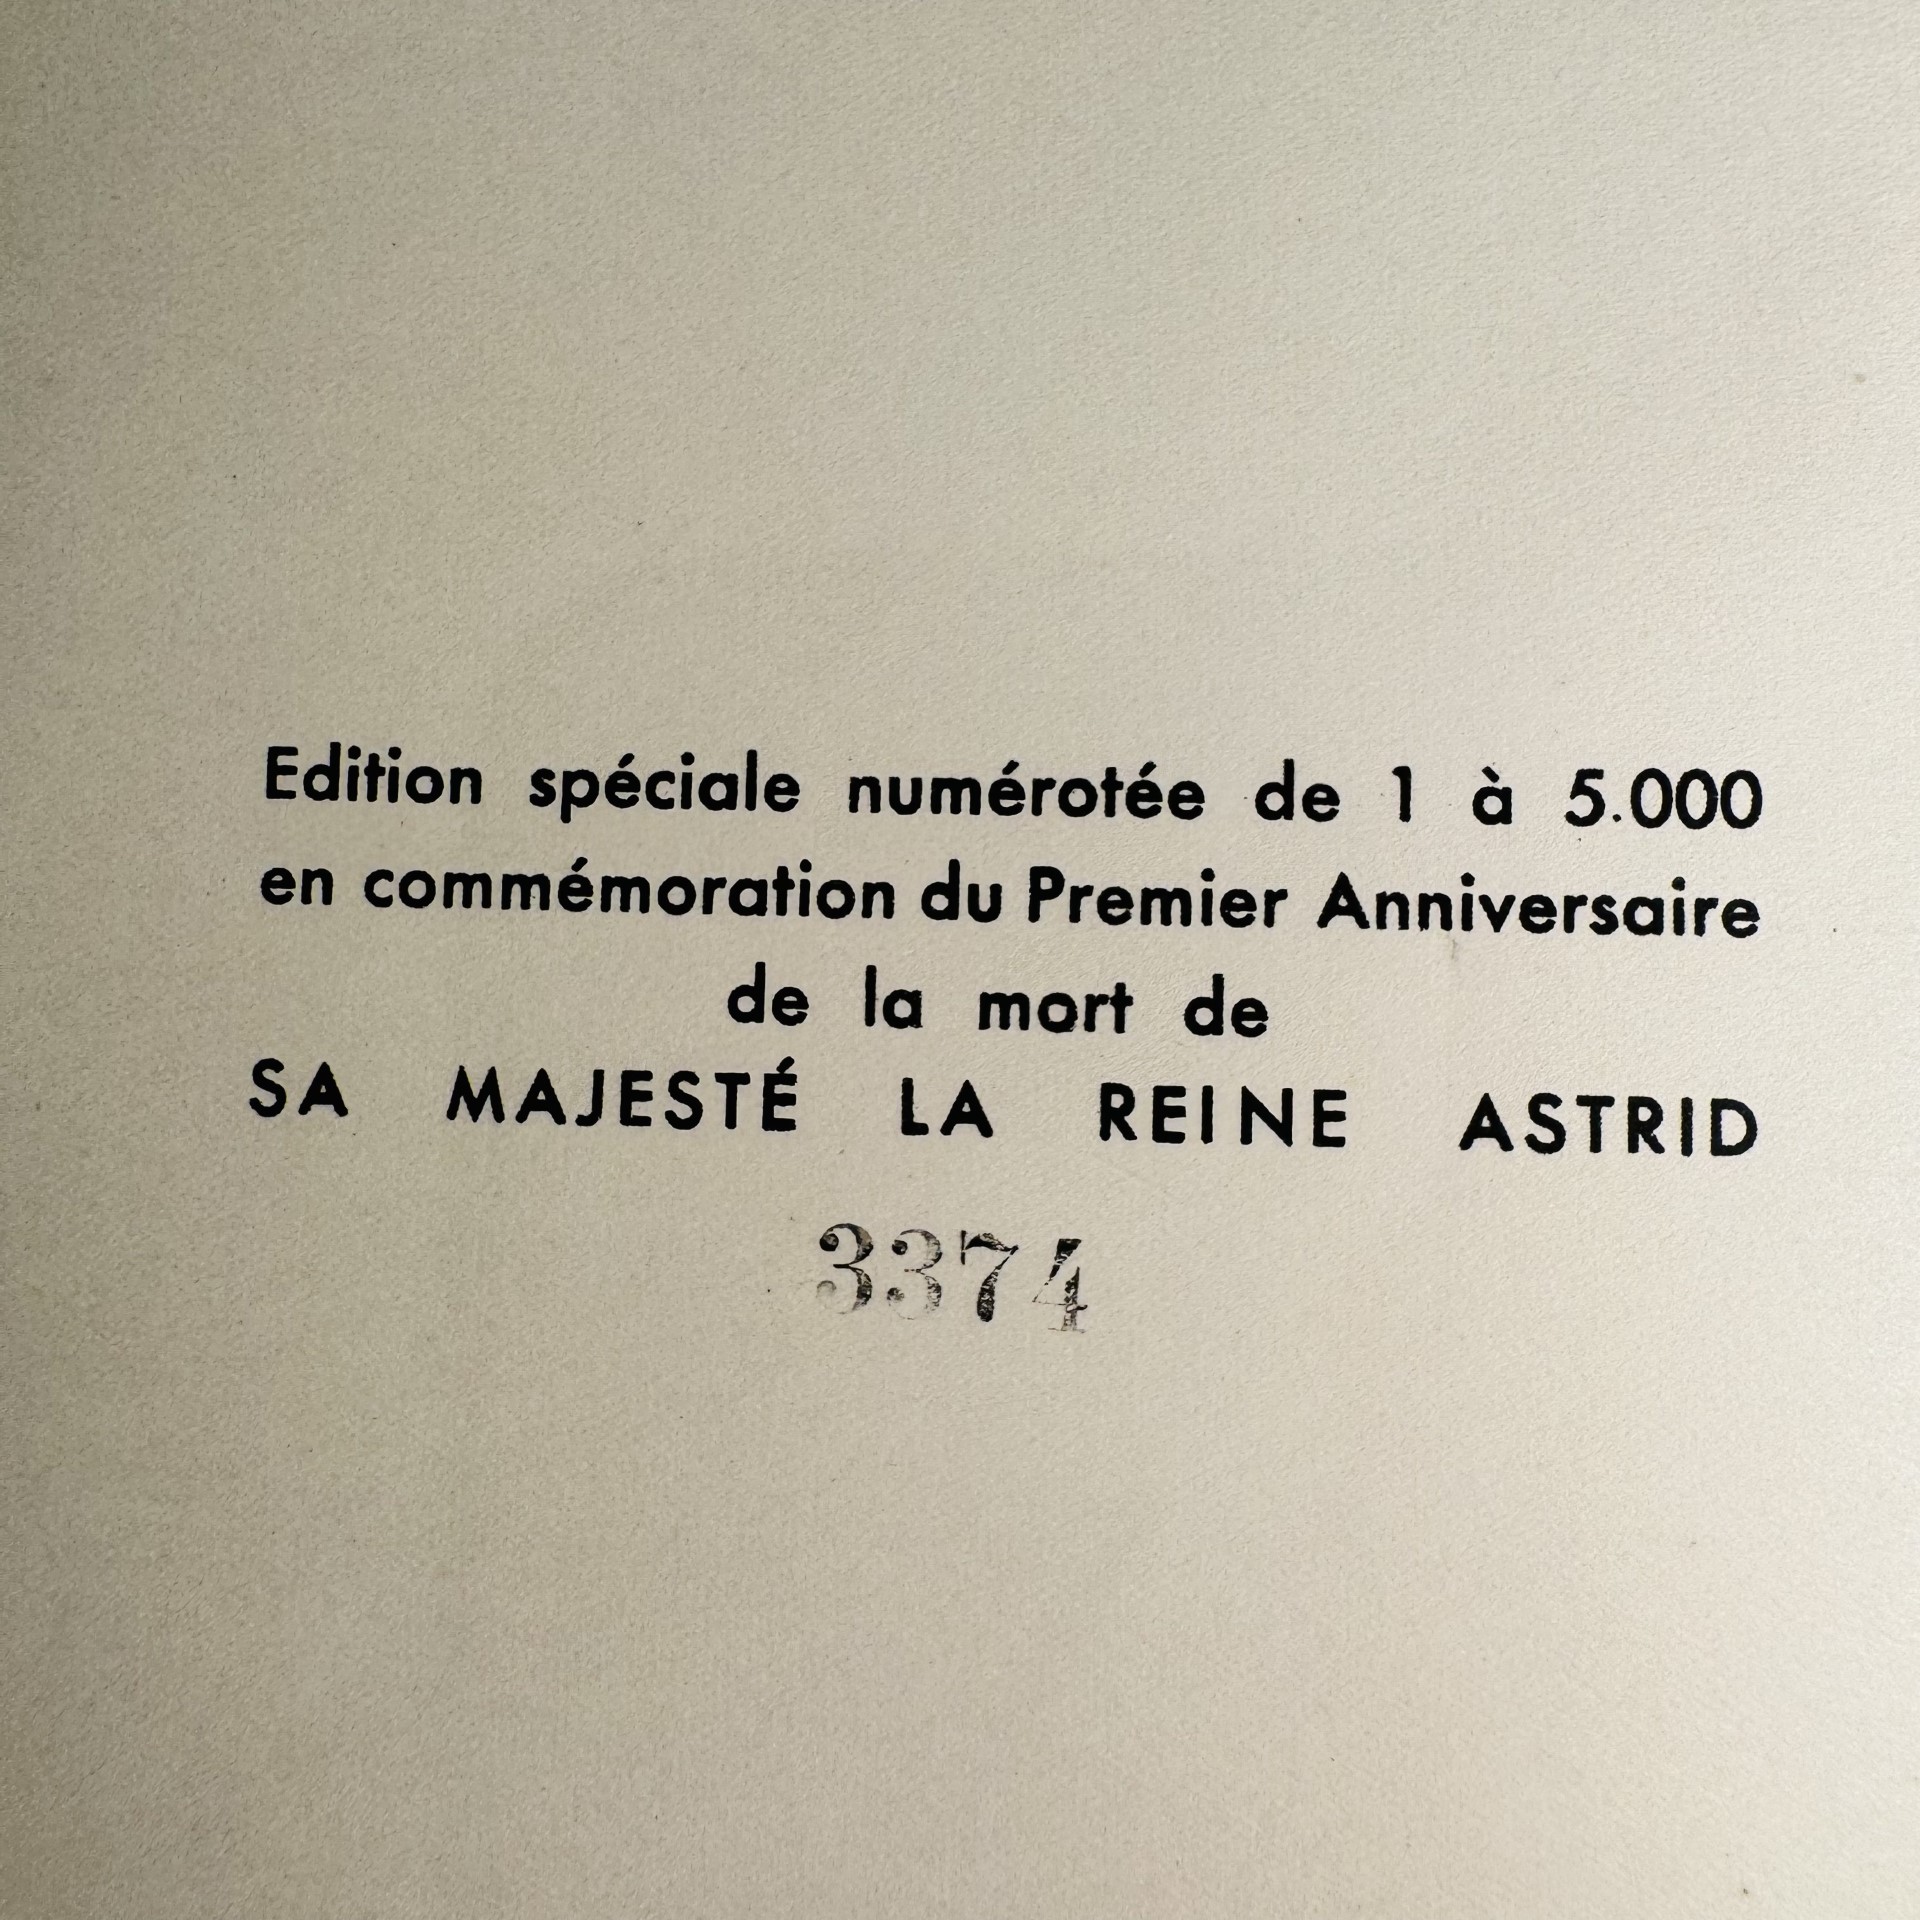 Edition spéciale numérotée de 1 à 5.000
en commémoration du Premier Anniversaire
de la mort de
SA MAJESTÉ LA REINE ASTRID
3374